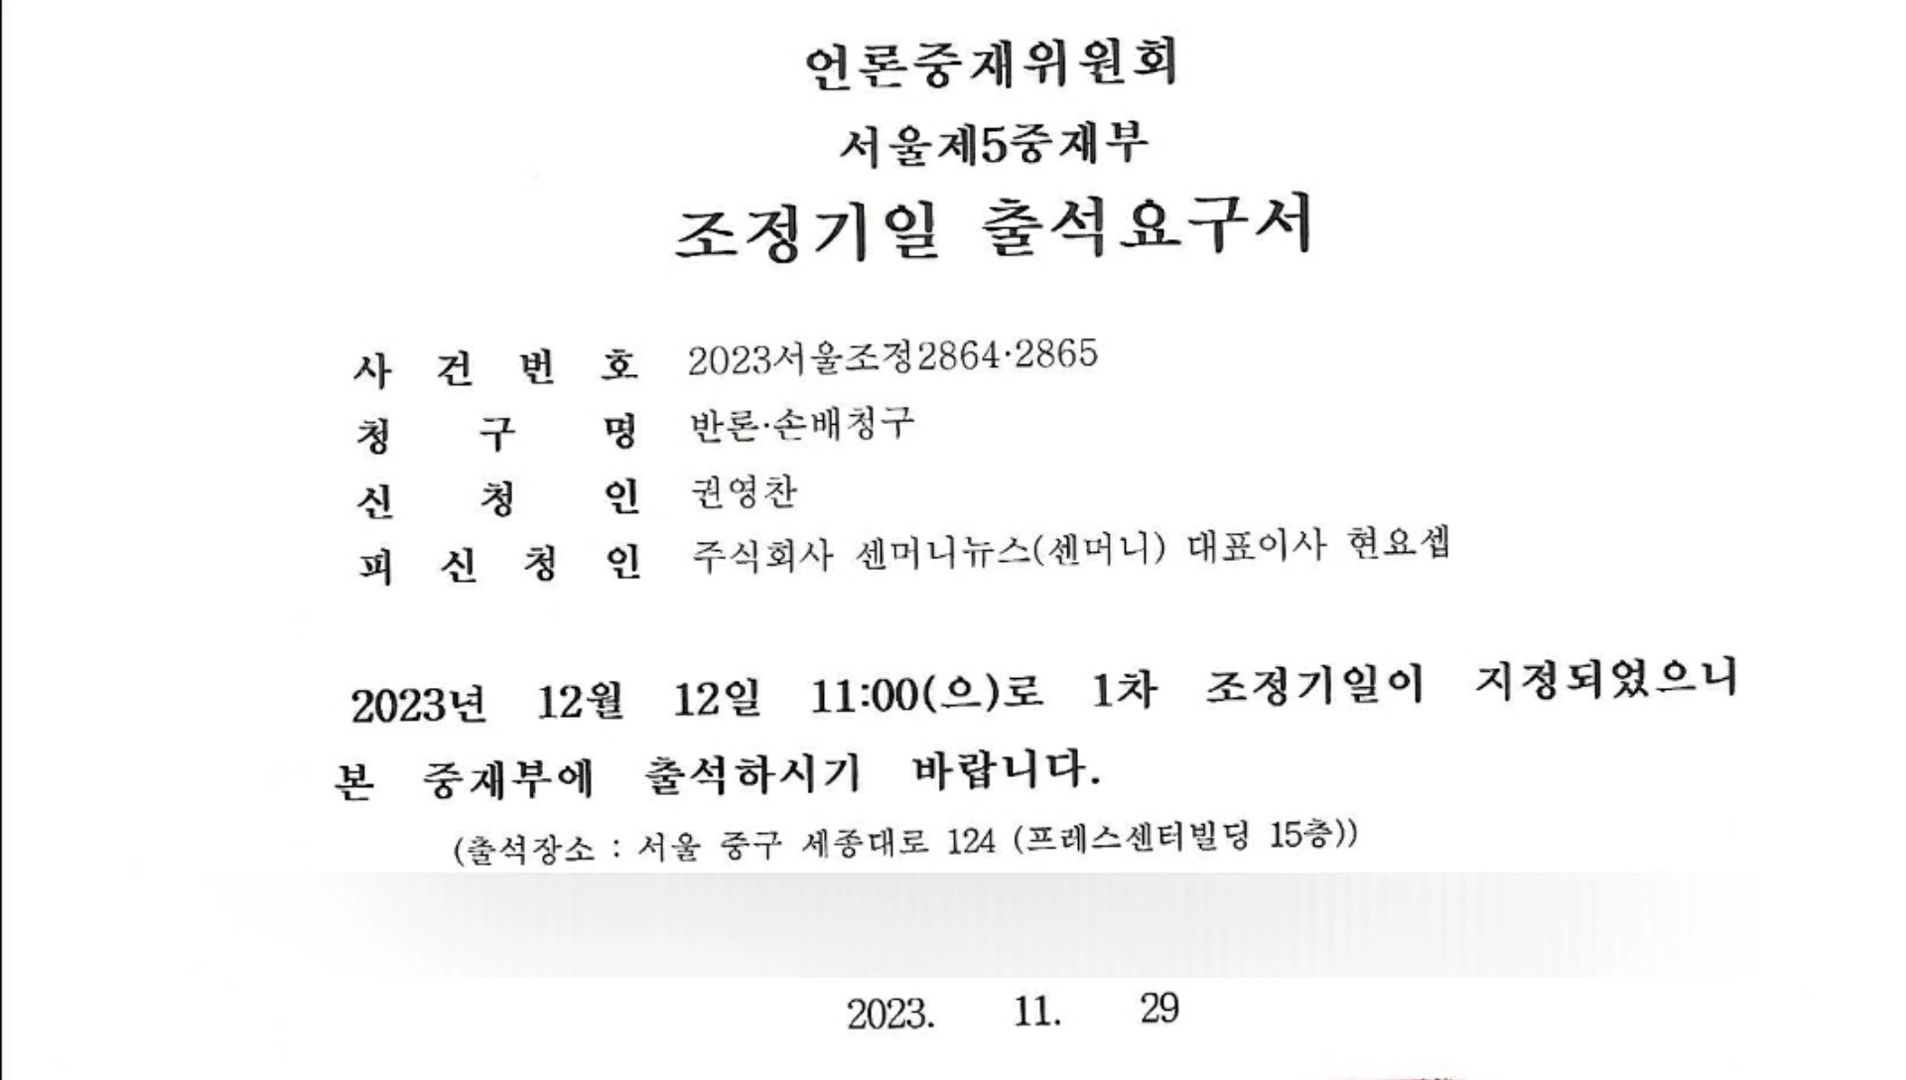 언론중재위원회
서울제5중재부
조정기일 출석요구서
사 건 번 호 2023서울조정2864·2865
청 구 명 반론·손배청구
신 청 인 권영찬
피 신 청 인 주식회사 센머니뉴스(센머니) 대표이사 현요셉
2023년 12월 12일 11:00(으)로 1차 조정기일이 지정되었으니
본 중재부에 출석하시기 바랍니다.
(출석장소 : 서울 중구 세종대로 124 (프레스센터빌딩 15층))
2023. 11. 29